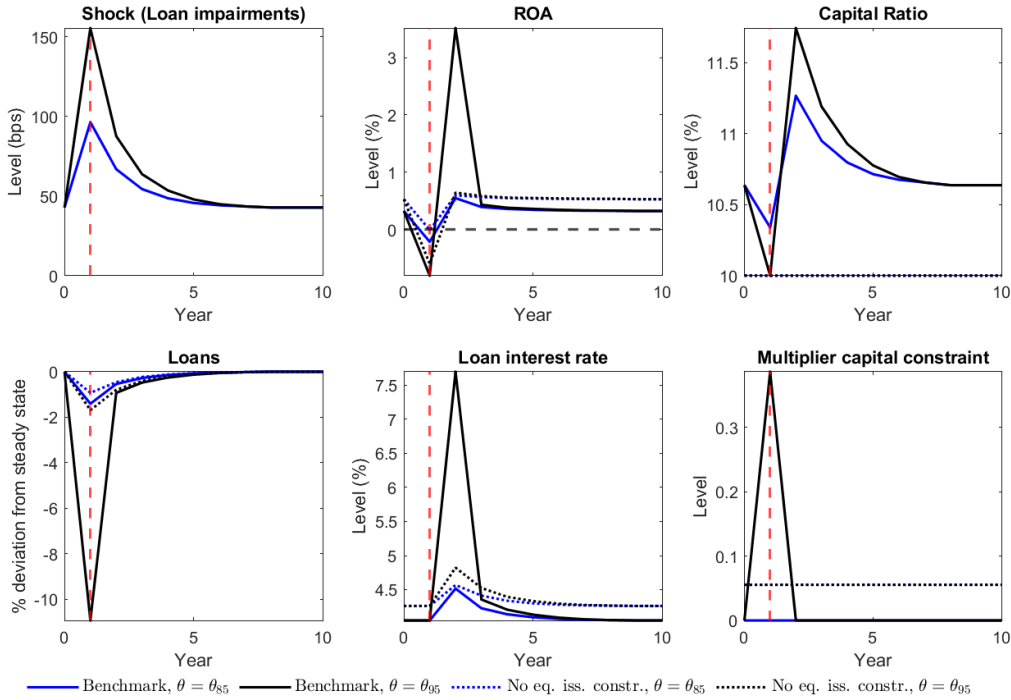 Shock (Loan impairments)
Level (bps)
150
100
50
0
0
5
10
Year
ROA
Level (%)
3
2
1
0
0
5
10
Year
Capital Ratio
Level (%)
11.5
11
10.5
10
0
5
10
Year
Loans
% deviation from steady state
0
-2
-4
-6
-8
-10
0
5
10
Year
Loan interest rate
Level (%)
7.5
7
6.5
6
5.5
5
4.5
0
5
10
Year
Multiplier capital constraint
Level
0.3
0.2
0.1
0
0
5
10
Year
Benchmark, θ = θ85 Benchmark, θ = θ95 No eq. iss. constr., θ = θ85 No eq. iss. constr., θ = θ95